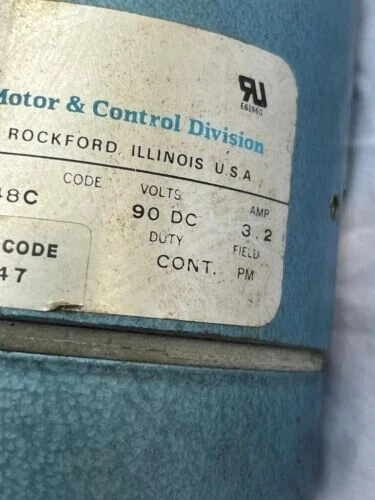 E61960
Motor & Control Division
ROCKFORD, ILLINOIS U.S.A
CODE VOLTS AMP
48C 90 DC 3.2
DUTY FIELD
CODE CONT. PM
47